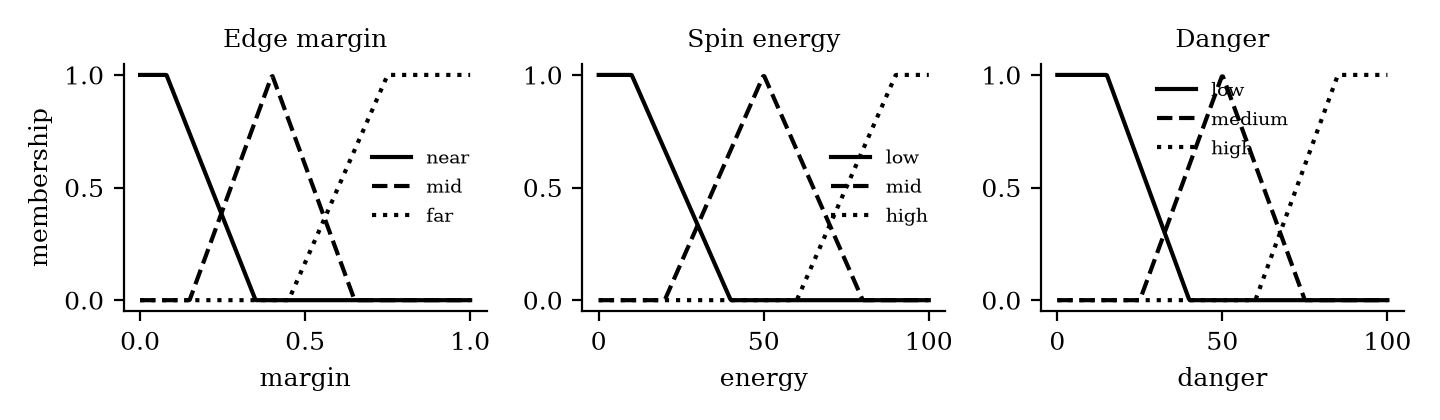 Edge margin
membership
1.0
0.5
0.0
near
mid
far
0.0 0.5 1.0
margin
Spin energy
1.0
0.5
0.0
low
mid
high
0 50 100
energy
Danger
1.0
0.5
0.0
low
medium
high
0 50 100
danger